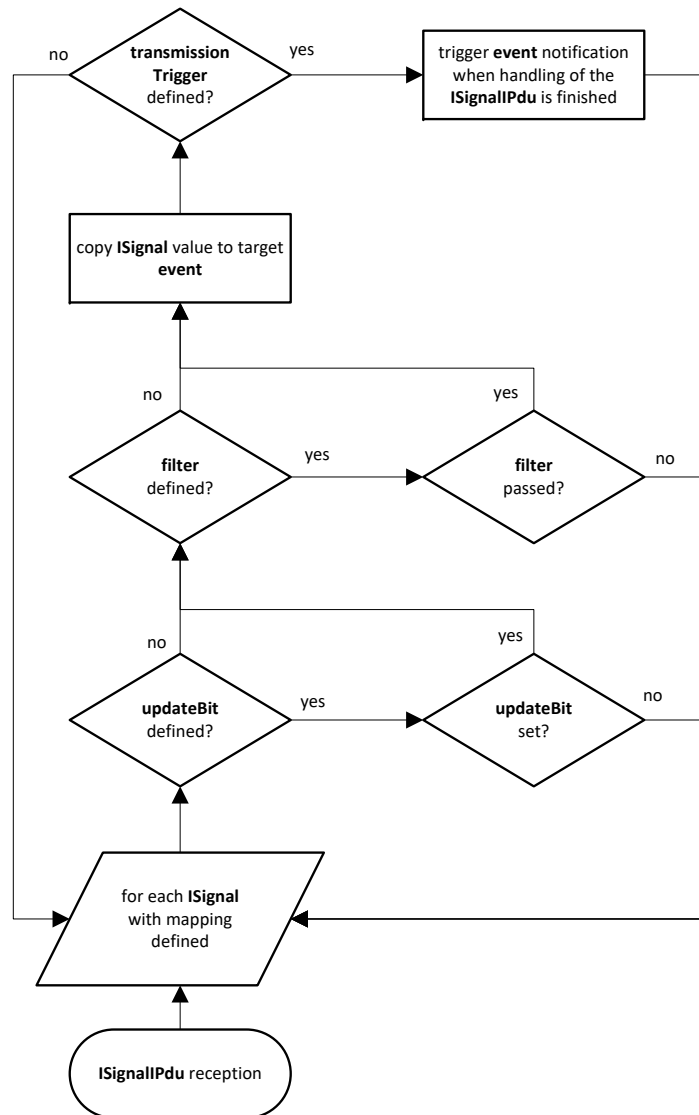 no
transmission
Trigger
defined?
yes
trigger event notification
when handling of the
ISignalIPdu is finished
copy ISignal value to target
event
no
yes
filter
defined?
yes
filter
passed?
no
no
yes
updateBit
defined?
yes
updateBit
set?
no
for each ISignal
with mapping
defined
ISignalIPdu reception